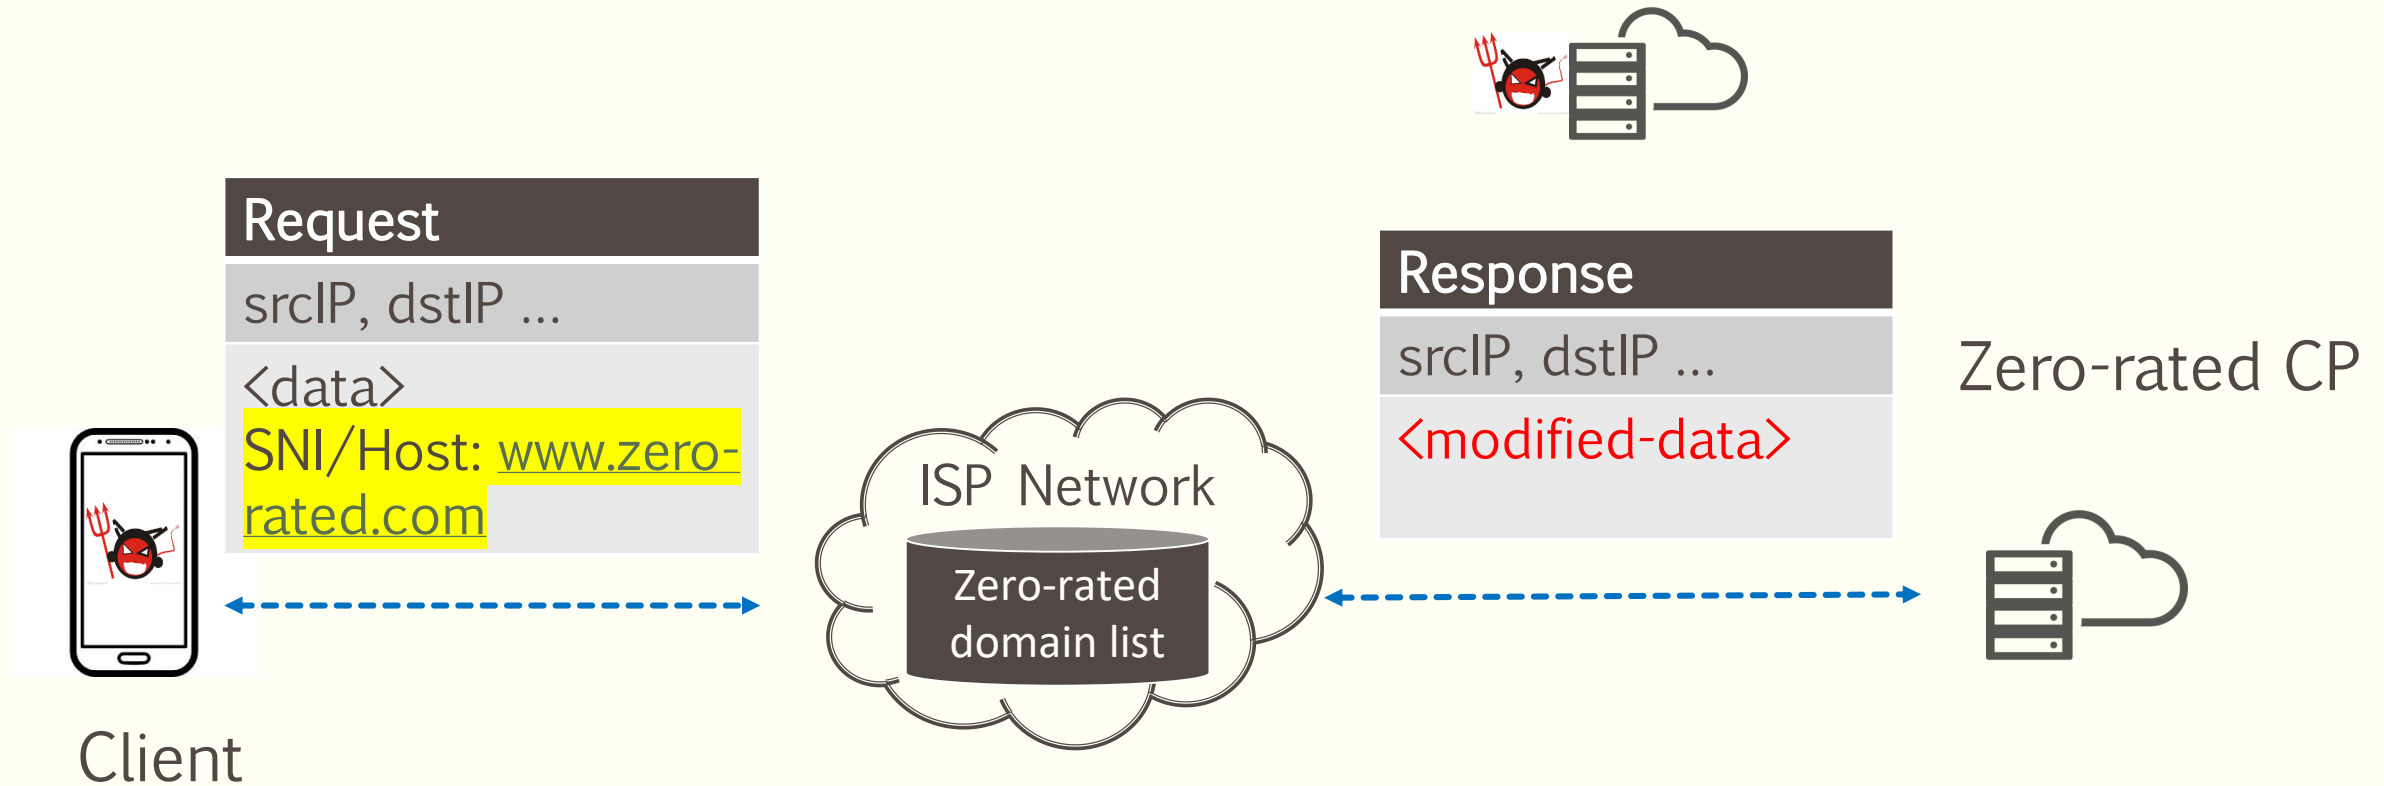 Request
srcIP, dstIP ...
<data>
SNI/Host: www.zero-
rated.com
Client
ISP Network
Zero-rated
domain list
Response
srcIP, dstIP ...
<modified-data>
Zero-rated CP